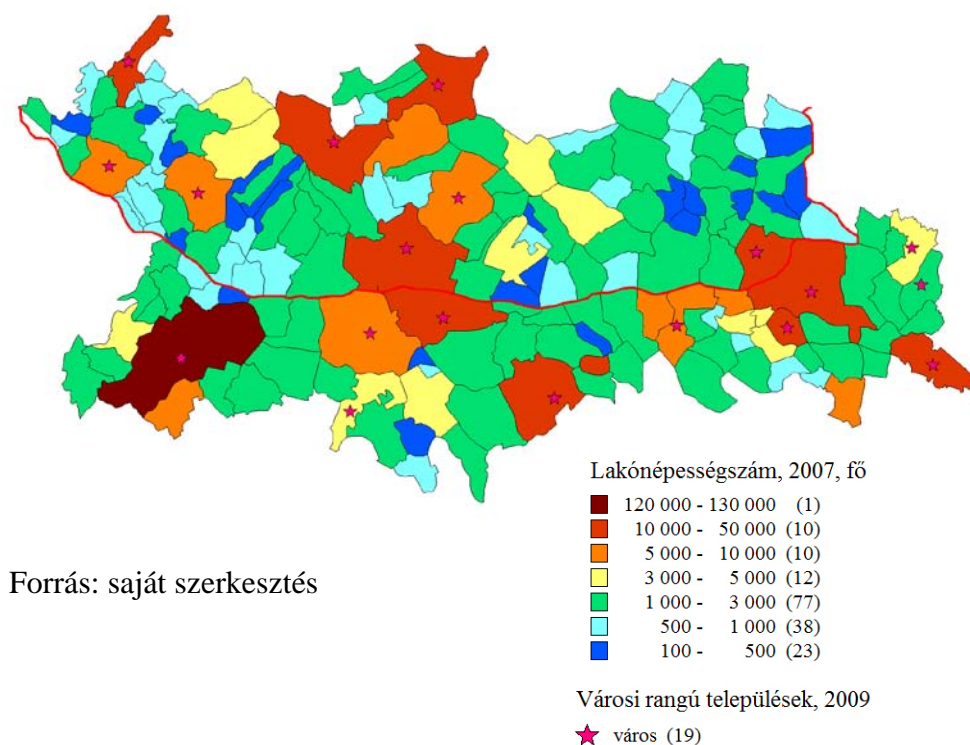 Lakónépességszám, 2007, fő
120 000 - 130 000 (1)
10 000 - 50 000 (10)
5 000 - 10 000 (10)
3 000 - 5 000 (12)
1 000 - 3 000 (77)
500 - 1 000 (38)
100 - 500 (23)
Forrás: saját szerkesztés
Városi rangú települések, 2009
város (19)